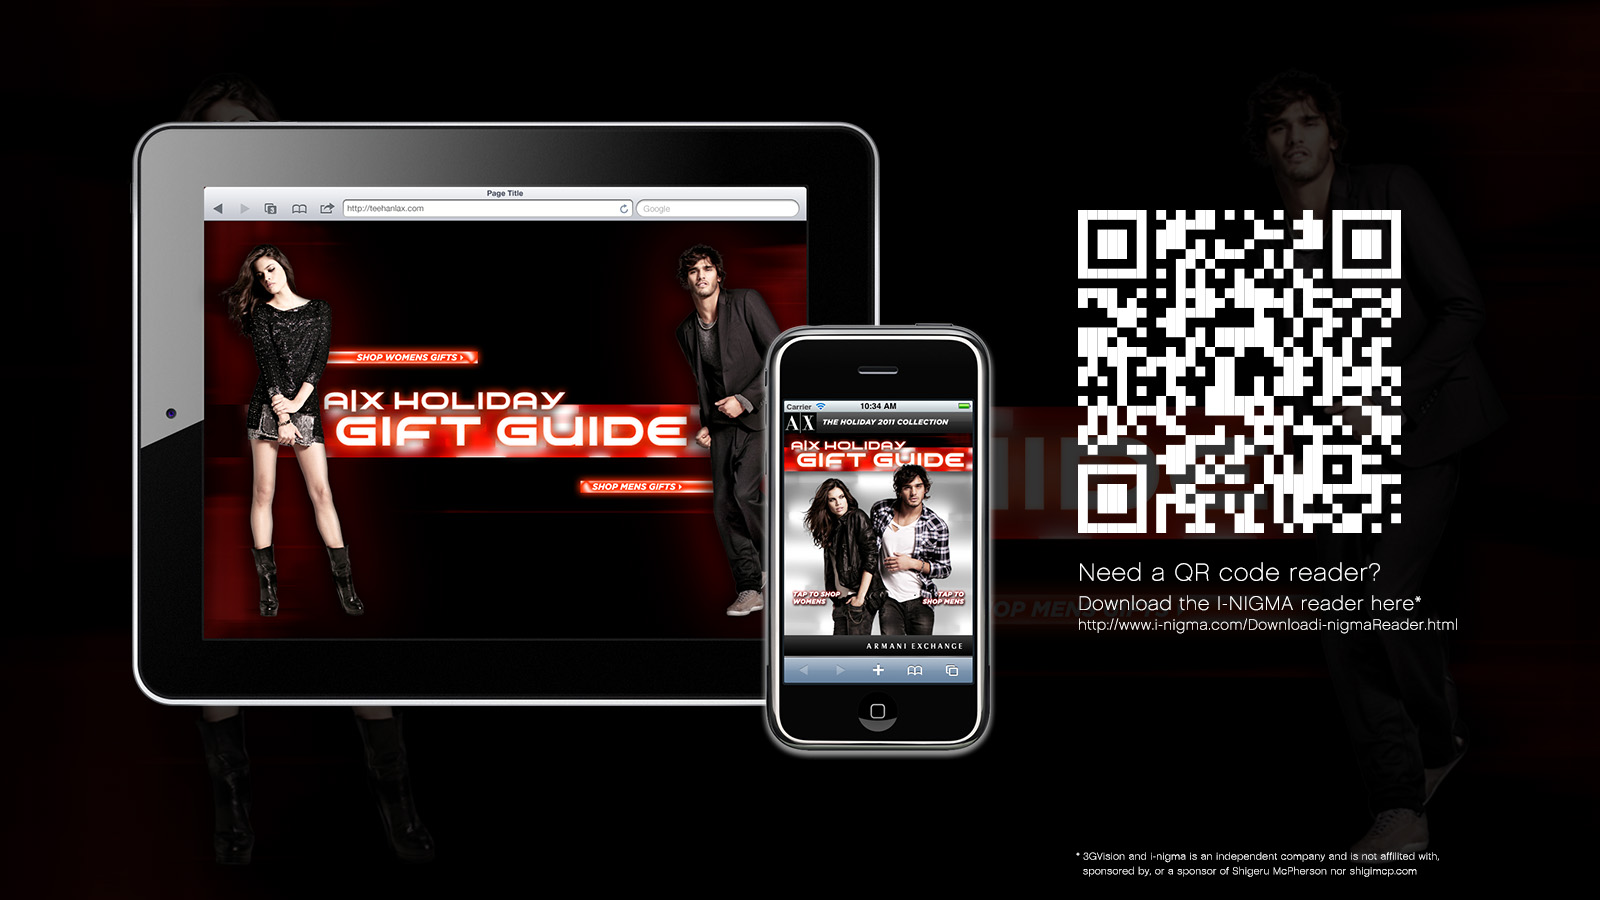 Page Title
http://teehanlax.com
Google
SHOP WOMENS GIFTS ›
A|X HOLIDAY
GIFT GUIDE
SHOP MENS GIFTS ›
Carrier
10:34 AM
A|X THE HOLIDAY 2011 COLLECTION
A|X HOLIDAY
GIFT GUIDE
TAP TO SHOP
WOMENS
TAP TO
SHOP MENS
ARMANI EXCHANGE
Need a QR code reader?
Download the I-NIGMA reader here*
http://www.i-nigma.com/Downloadi-nigmaReader.html
* 3GVision and i-nigma is an independent company and is not affilited with,
sponsored by, or a sponsor of Shigeru McPherson nor shigimcp.com